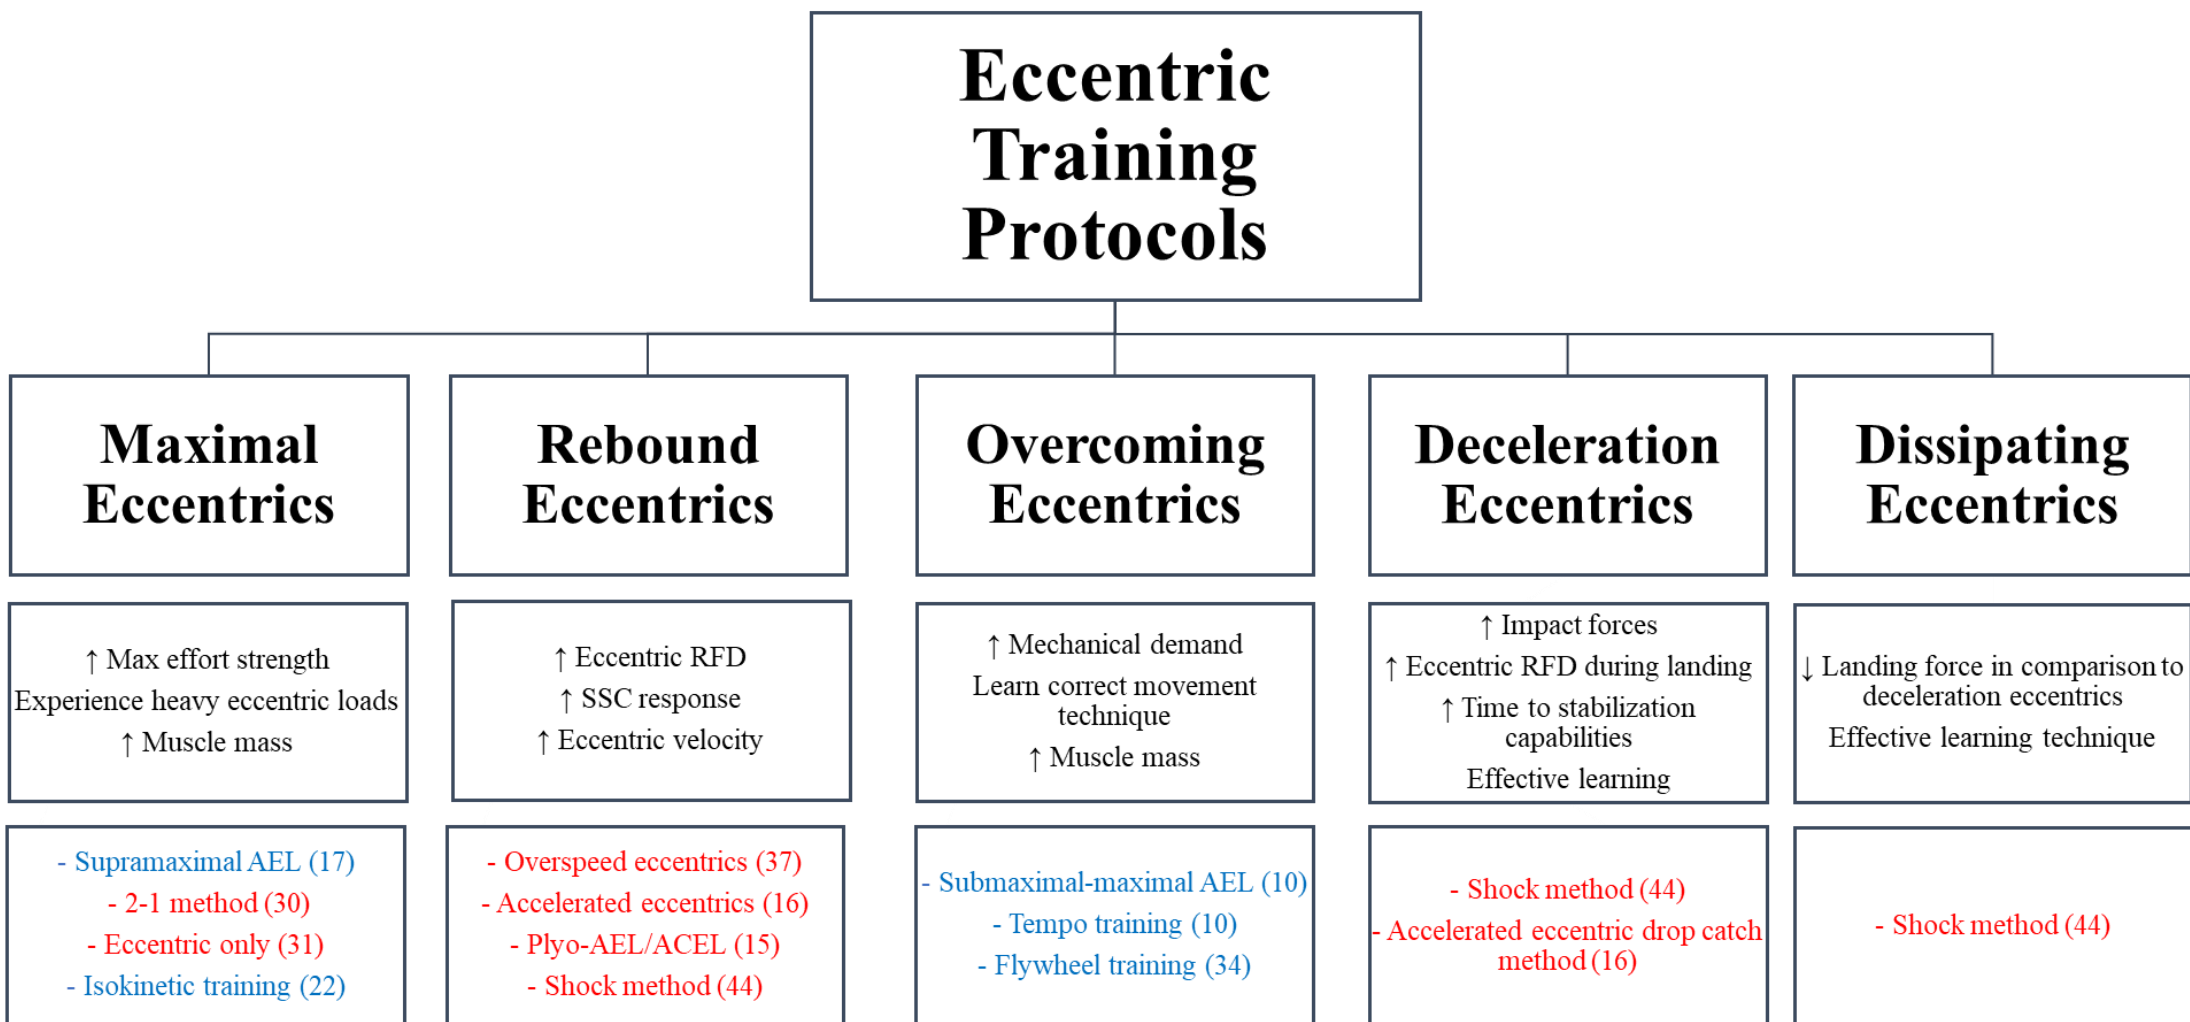 Eccentric
Training
Protocols
Maximal
Eccentrics
Rebound
Eccentrics
Overcoming
Eccentrics
Deceleration
Eccentrics
Dissipating
Eccentrics
↑ Max effort strength
Experience heavy eccentric loads
↑ Muscle mass
↑ Eccentric RFD
↑ SSC response
↑ Eccentric velocity
↑ Mechanical demand
Learn correct movement
technique
↑ Muscle mass
↑ Impact forces
↑ Eccentric RFD during landing
↑ Time to stabilization
capabilities
Effective learning
↓ Landing force in comparison to
deceleration eccentrics
Effective learning technique
- Supramaximal AEL (17)
- 2-1 method (30)
- Eccentric only (31)
- Isokinetic training (22)
- Overspeed eccentrics (37)
- Accelerated eccentrics (16)
- Plyo-AEL/ACEL (15)
- Shock method (44)
- Submaximal-maximal AEL (10)
- Tempo training (10)
- Flywheel training (34)
- Shock method (44)
- Accelerated eccentric drop catch
method (16)
- Shock method (44)